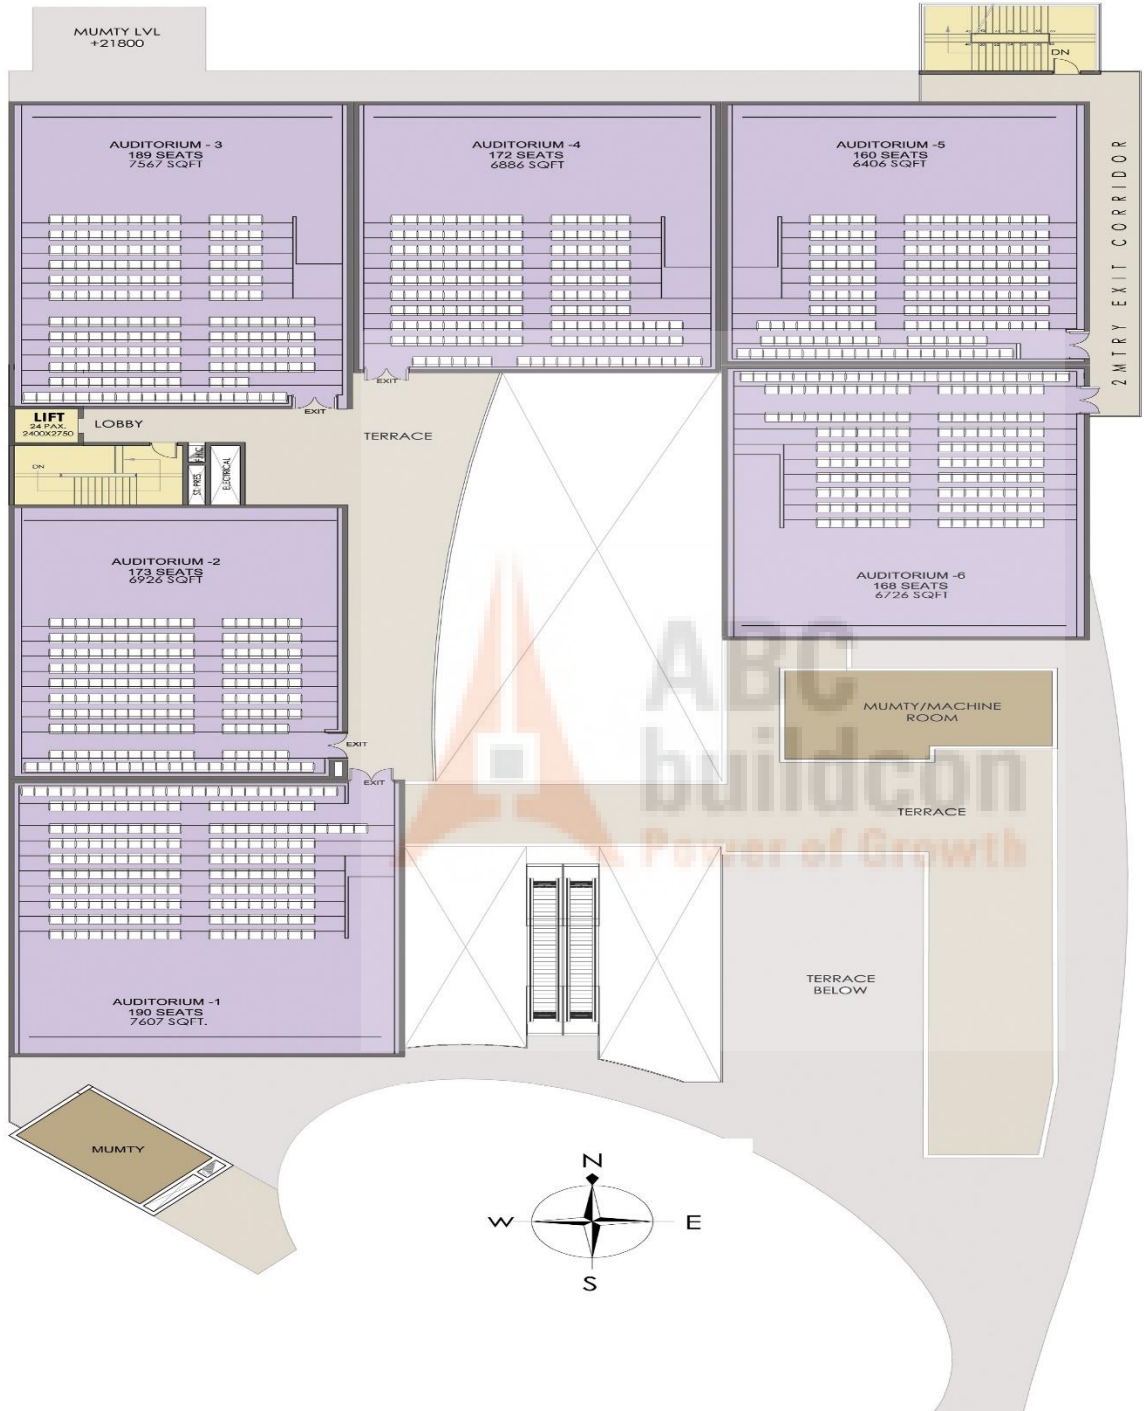 MUMTY LVL
+21800
DN
AUDITORIUM - 3
189 SEATS
7567 SQFT
AUDITORIUM -4
172 SEATS
6886 SQFT
AUDITORIUM -5
160 SEATS
6406 SQFT
2 MTRY EXIT CORRIDOR
EXIT
EXIT
LIFT
24 PAX.
2400X2750
LOBBY
TERRACE
DN
ST-PRES.
ELECTRICAL
AUDITORIUM -2
173 SEATS
6926 SQFT
AUDITORIUM -6
168 SEATS
6726 SQFT
ABC
buildcon
Power of Growth
MUMTY/MACHINE
ROOM
EXIT
EXIT
TERRACE
TERRACE
BELOW
AUDITORIUM -1
190 SEATS
7607 SQFT.
MUMTY
N
W
E
S